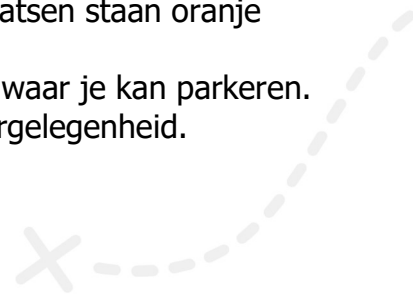 atsen staan oranje
waar je kan parkeren.
rgelegenheid.